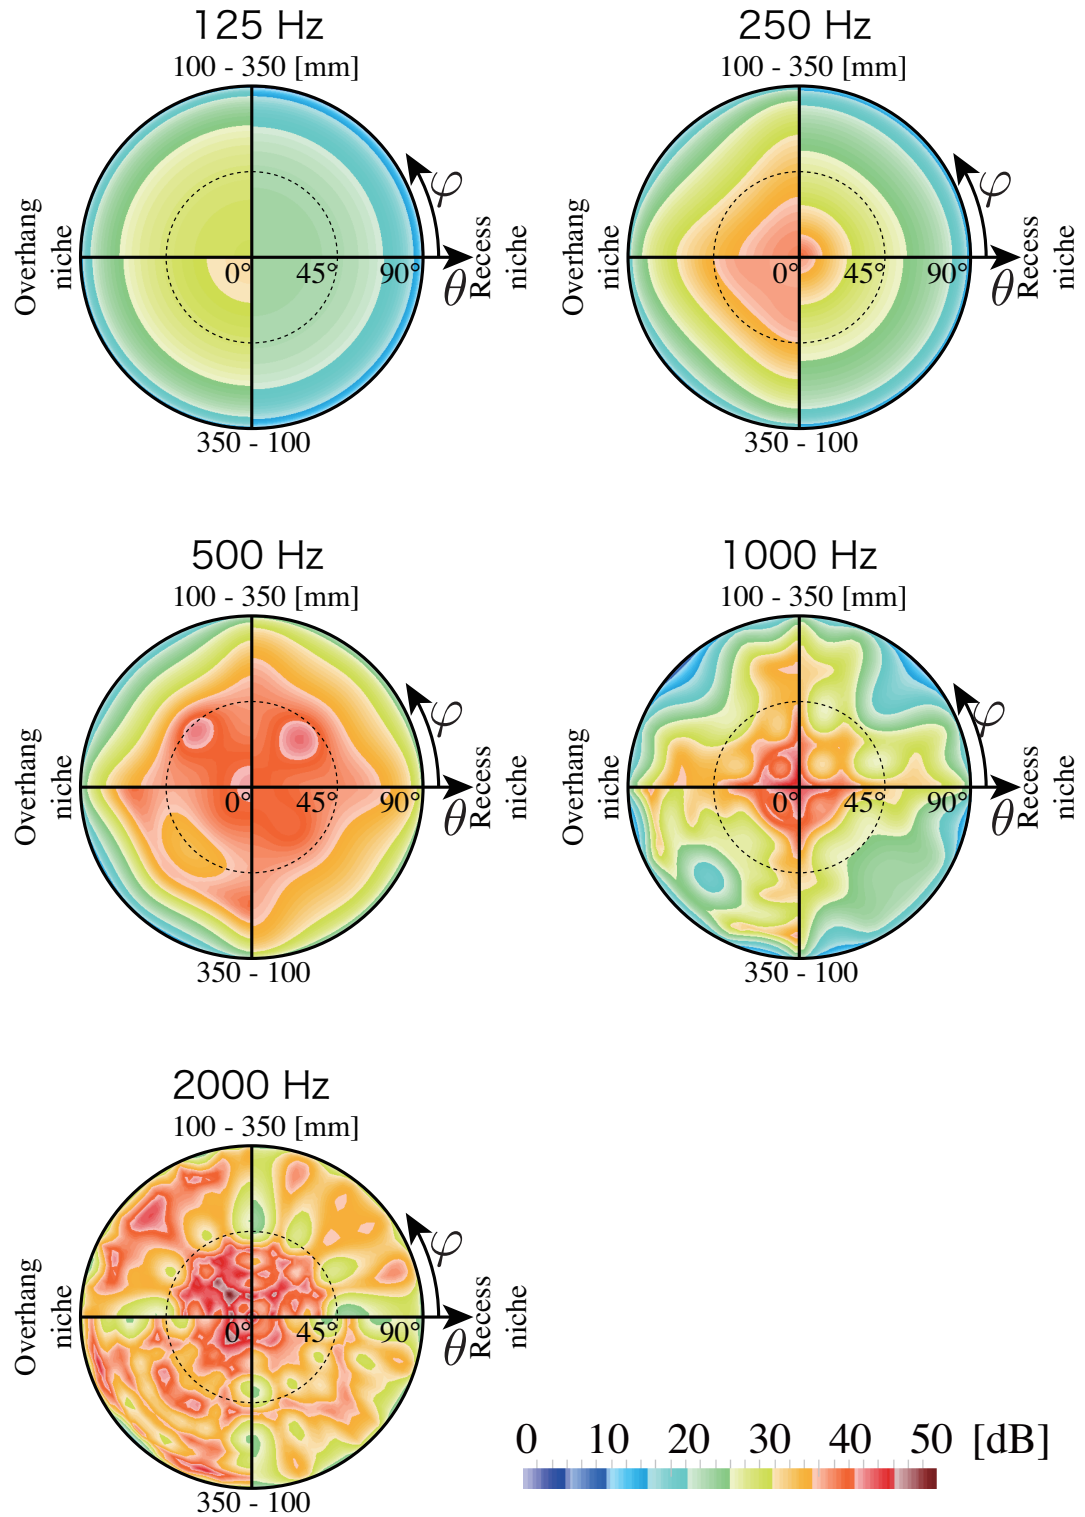 125 Hz
100 - 350 [mm]
Overhang
niche
φ
0°
45°
90°
θ
Recess
niche
350 - 100
250 Hz
100 - 350 [mm]
Overhang
niche
φ
0°
45°
90°
θ
Recess
niche
350 - 100
500 Hz
100 - 350 [mm]
Overhang
niche
φ
0°
45°
90°
θ
Recess
niche
350 - 100
1000 Hz
100 - 350 [mm]
Overhang
niche
φ
0°
45°
90°
θ
Recess
niche
350 - 100
2000 Hz
100 - 350 [mm]
Overhang
niche
φ
0°
45°
90°
θ
Recess
niche
350 - 100
0 10 20 30 40 50 [dB]